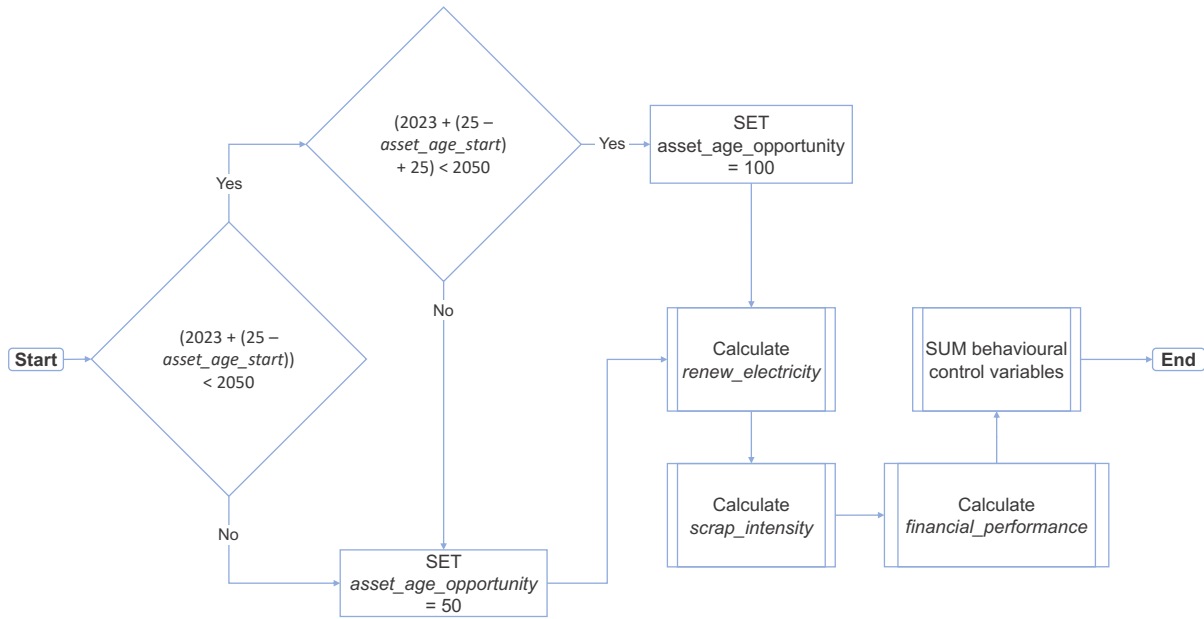 Start
(2023 + (25 –
asset_age_start))
< 2050
Yes
No
(2023 + (25 –
asset_age_start)
+ 25) < 2050
Yes
No
SET
asset_age_opportunity
= 100
SET
asset_age_opportunity
= 50
Calculate
renew_electricity
Calculate
scrap_intensity
Calculate
financial_performance
SUM behavioural
control variables
End